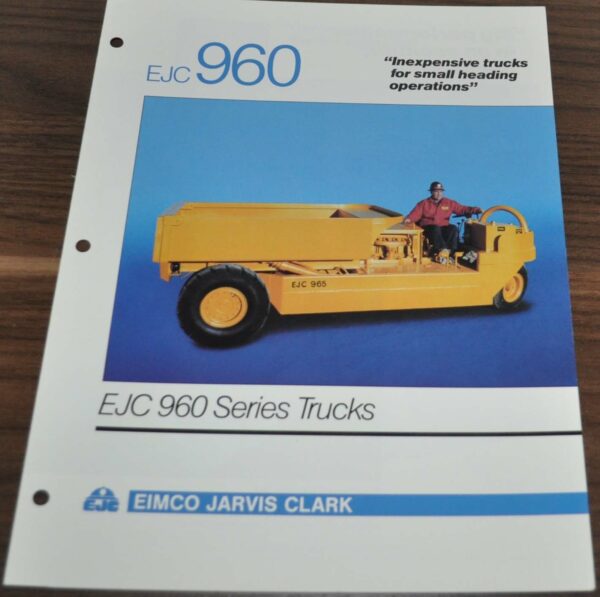 EJC 960
"Inexpensive trucks
for small heading
operations"
EJC 965
EJC 960 Series Trucks
EJC EIMCO JARVIS CLARK